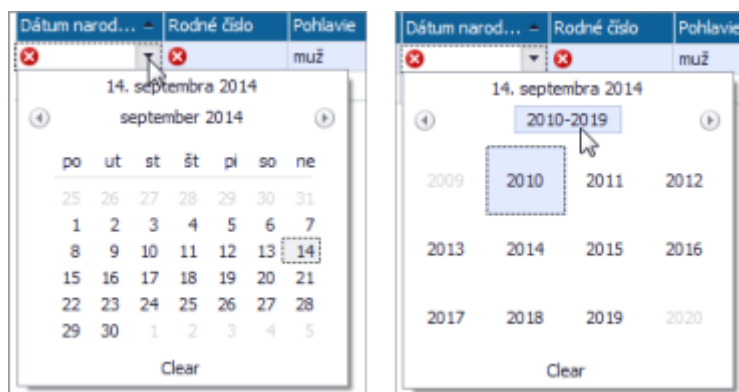 Dátum narod... Rodné číslo Pohlavie
muž
14. septembra 2014
september 2014
po ut st št pi so ne
25 26 27 28 29 30 31
1 2 3 4 5 6 7
8 9 10 11 12 13 14
15 16 17 18 19 20 21
22 23 24 25 26 27 28
29 30 1 2 3 4 5
Clear
Dátum narod... Rodné číslo Pohlavie
muž
14. septembra 2014
2010-2019
2009 2010 2011 2012
2013 2014 2015 2016
2017 2018 2019 2020
Clear